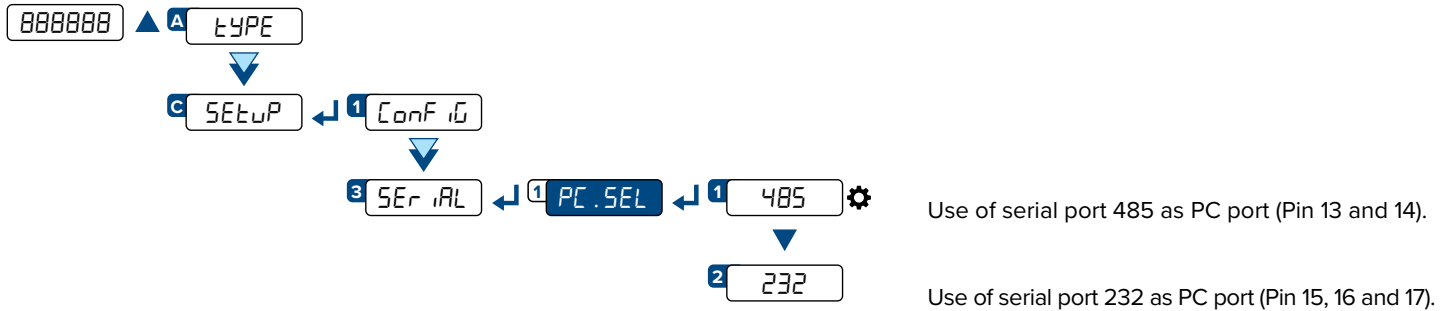 888888 A tYPE
C SEtuP 1 ConFiG
3 SEriAL 1 PC.SEL 1 485 Use of serial port 485 as PC port (Pin 13 and 14).
2 232 Use of serial port 232 as PC port (Pin 15, 16 and 17).